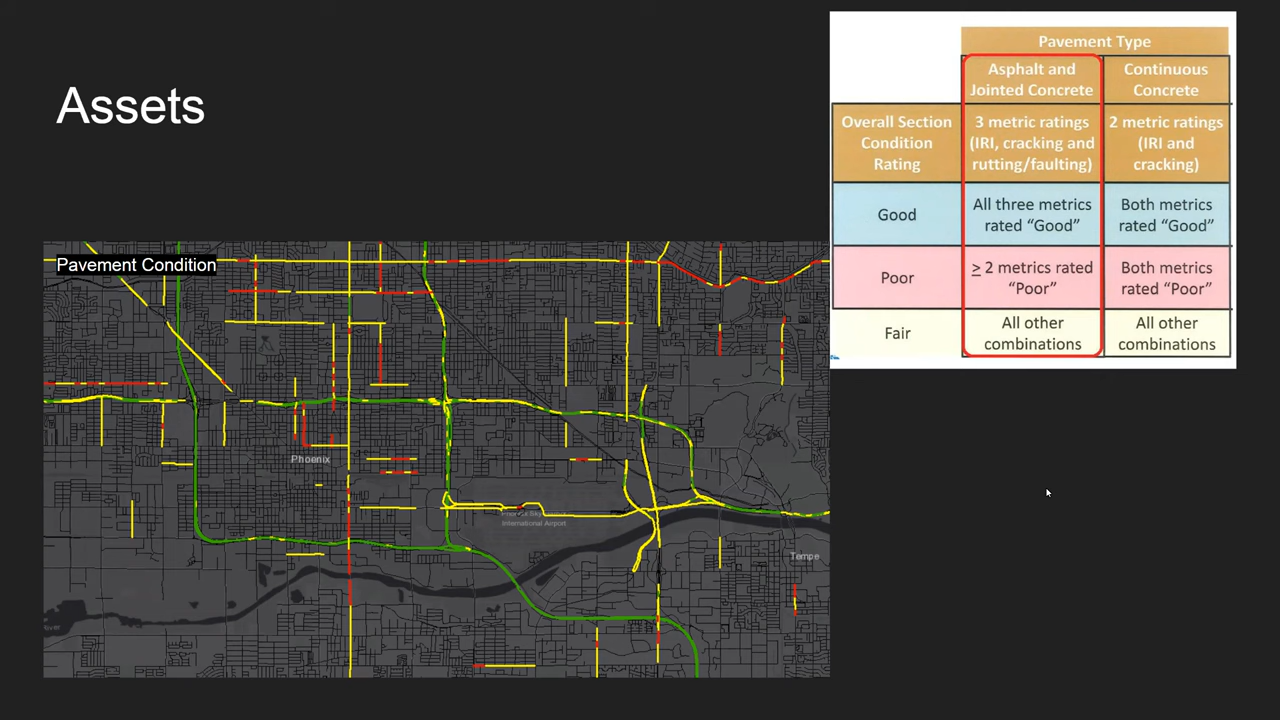 Assets
Pavement Type
Asphalt and
Jointed Concrete
Continuous
Concrete
Overall Section
Condition
Rating
3 metric ratings
(IRI, cracking and
rutting/faulting)
2 metric ratings
(IRI and
cracking)
Good
All three metrics
rated “Good”
Both metrics
rated “Good”
Poor
≥ 2 metrics rated
“Poor”
Both metrics
rated “Poor”
Fair
All other
combinations
All other
combinations
Pavement Condition
Phoenix
International Airport
Tempe